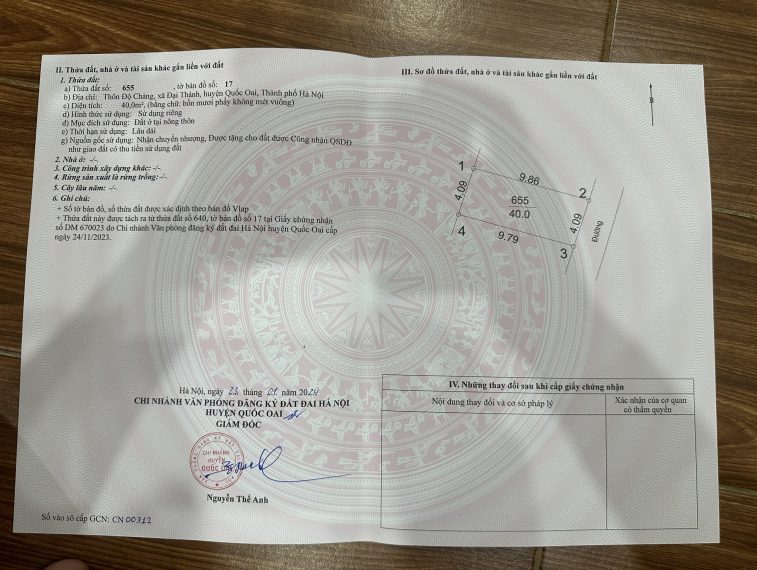 II. Thửa đất, nhà ở và tài sản khác gắn liền với đất
1. Thửa đất:
a) Thửa đất số: 655 , tờ bản đồ số: 17
b) Địa chỉ: Thôn Độ Chàng, xã Đại Thành, huyện Quốc Oai, Thành phố Hà Nội
c) Diện tích: 40,0m², (bằng chữ: bốn mươi phẩy không mét vuông)
d) Hình thức sử dụng: Sử dụng riêng
đ) Mục đích sử dụng: Đất ở tại nông thôn
e) Thời hạn sử dụng: Lâu dài
g) Nguồn gốc sử dụng: Nhận chuyển nhượng, Được tặng cho đất được Công nhận QSDĐ
như giao đất có thu tiền sử dụng đất
2. Nhà ở: -/-
3. Công trình xây dựng khác: -/-
4. Rừng sản xuất là rừng trồng:-/-
5. Cây lâu năm: -/-
6. Ghi chú:
+ Số tờ bản đồ, số thửa đất được xác định theo bản đồ Vlap
+ Thửa đất này được tách ra từ thửa đất số 640, tờ bản đồ số 17 tại Giấy chứng nhận
số DM 670023 do Chi nhánh Văn phòng đăng ký đất đai Hà Nội huyện Quốc Oai cấp
ngày 24/11/2023.
Hà Nội, ngày 23 tháng 01 năm 2024
CHI NHÁNH VĂN PHÒNG ĐĂNG KÝ ĐẤT ĐAI HÀ NỘI
HUYỆN QUỐC OAI
GIÁM ĐỐC
CHI NHÁNH
HUYỆN
QUỐC OAI
Nguyễn Thế Anh
Số vào sổ cấp GCN: CN 00312
III. Sơ đồ thửa đất, nhà ở và tài sản khác gắn liền với đất
B
1
9.86
2
4.09
655
40.0
4.09
4
9.79
3
Đường
IV. Những thay đổi sau khi cấp giấy chứng nhận
Nội dung thay đổi và cơ sở pháp lý
Xác nhận của cơ quan
có thẩm quyền